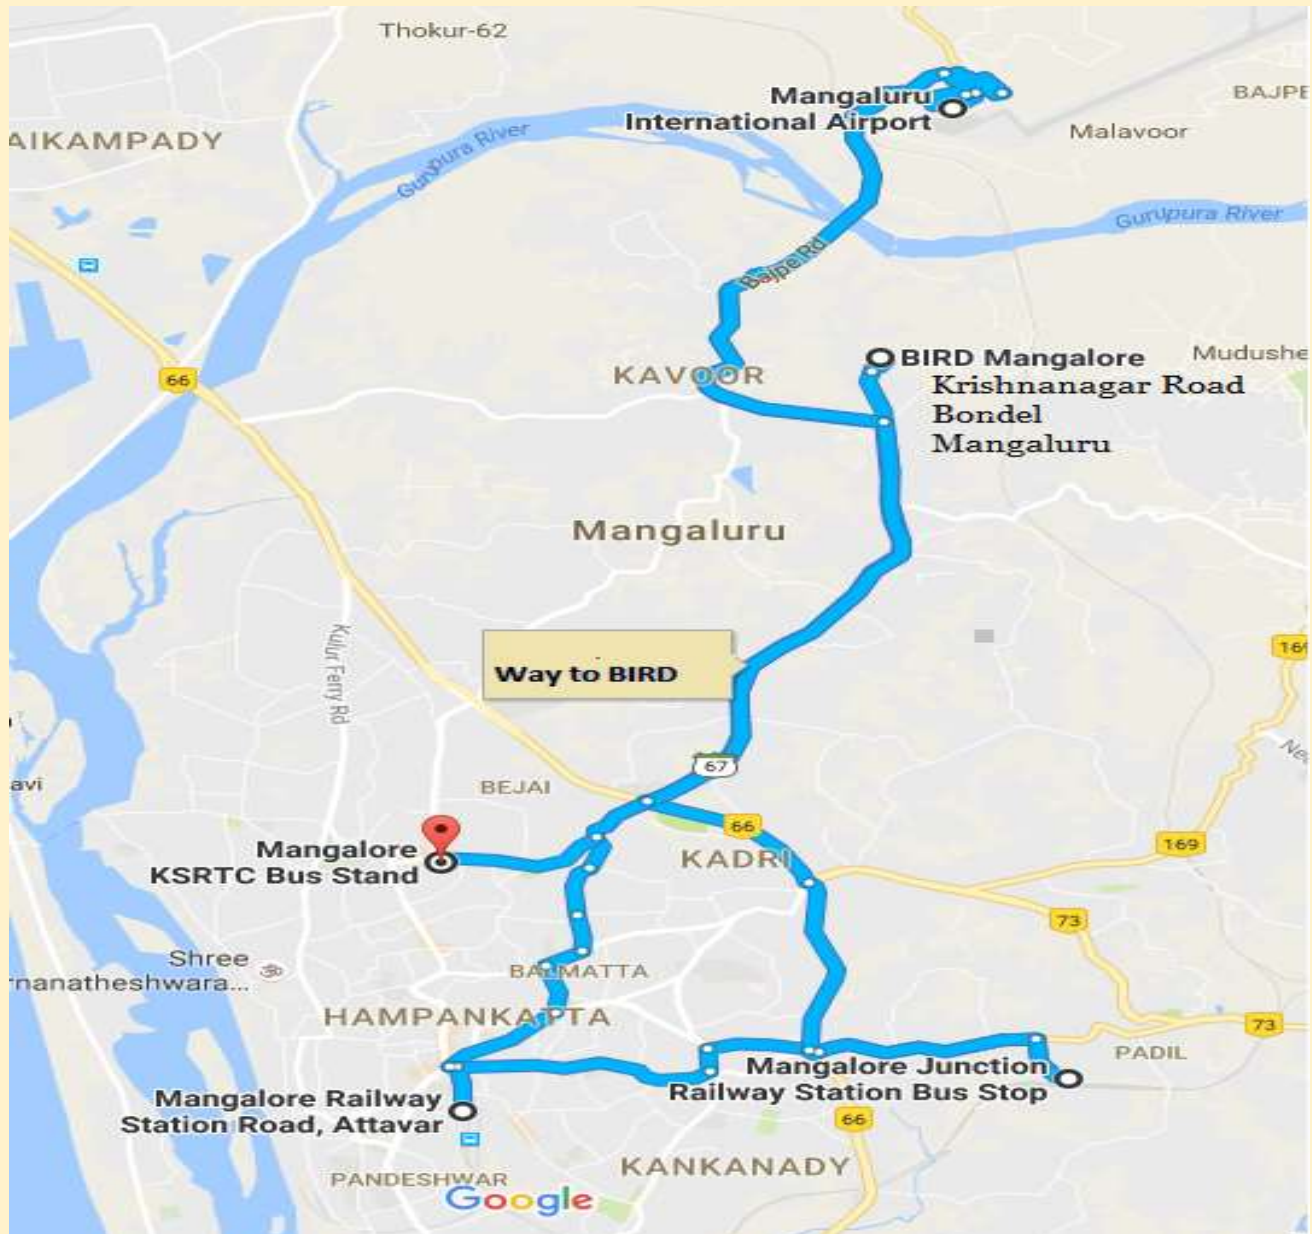 Thokur-62
Mangaluru
International Airport
BAJPE
AIKAMPADY
Malavoor
Gurupura River
Gurupura River
Bajpe Rd
66
KAVOOR
BIRD Mangalore
Mudushe
Krishnanagar Road
Bondel
Mangaluru
Mangaluru
Kulur Ferry Rd
169
Way to BIRD
67
avi
BEJAI
66
Mangalore
KSRTC Bus Stand
KADRI
169
73
Shree
rnanatheshwara...
BALMATTA
HAMPANKATTA
73
PADIL
Mangalore Junction
Railway Station Bus Stop
Mangalore Railway
Station Road, Attavar
66
KANKANADY
PANDESHWAR
Google